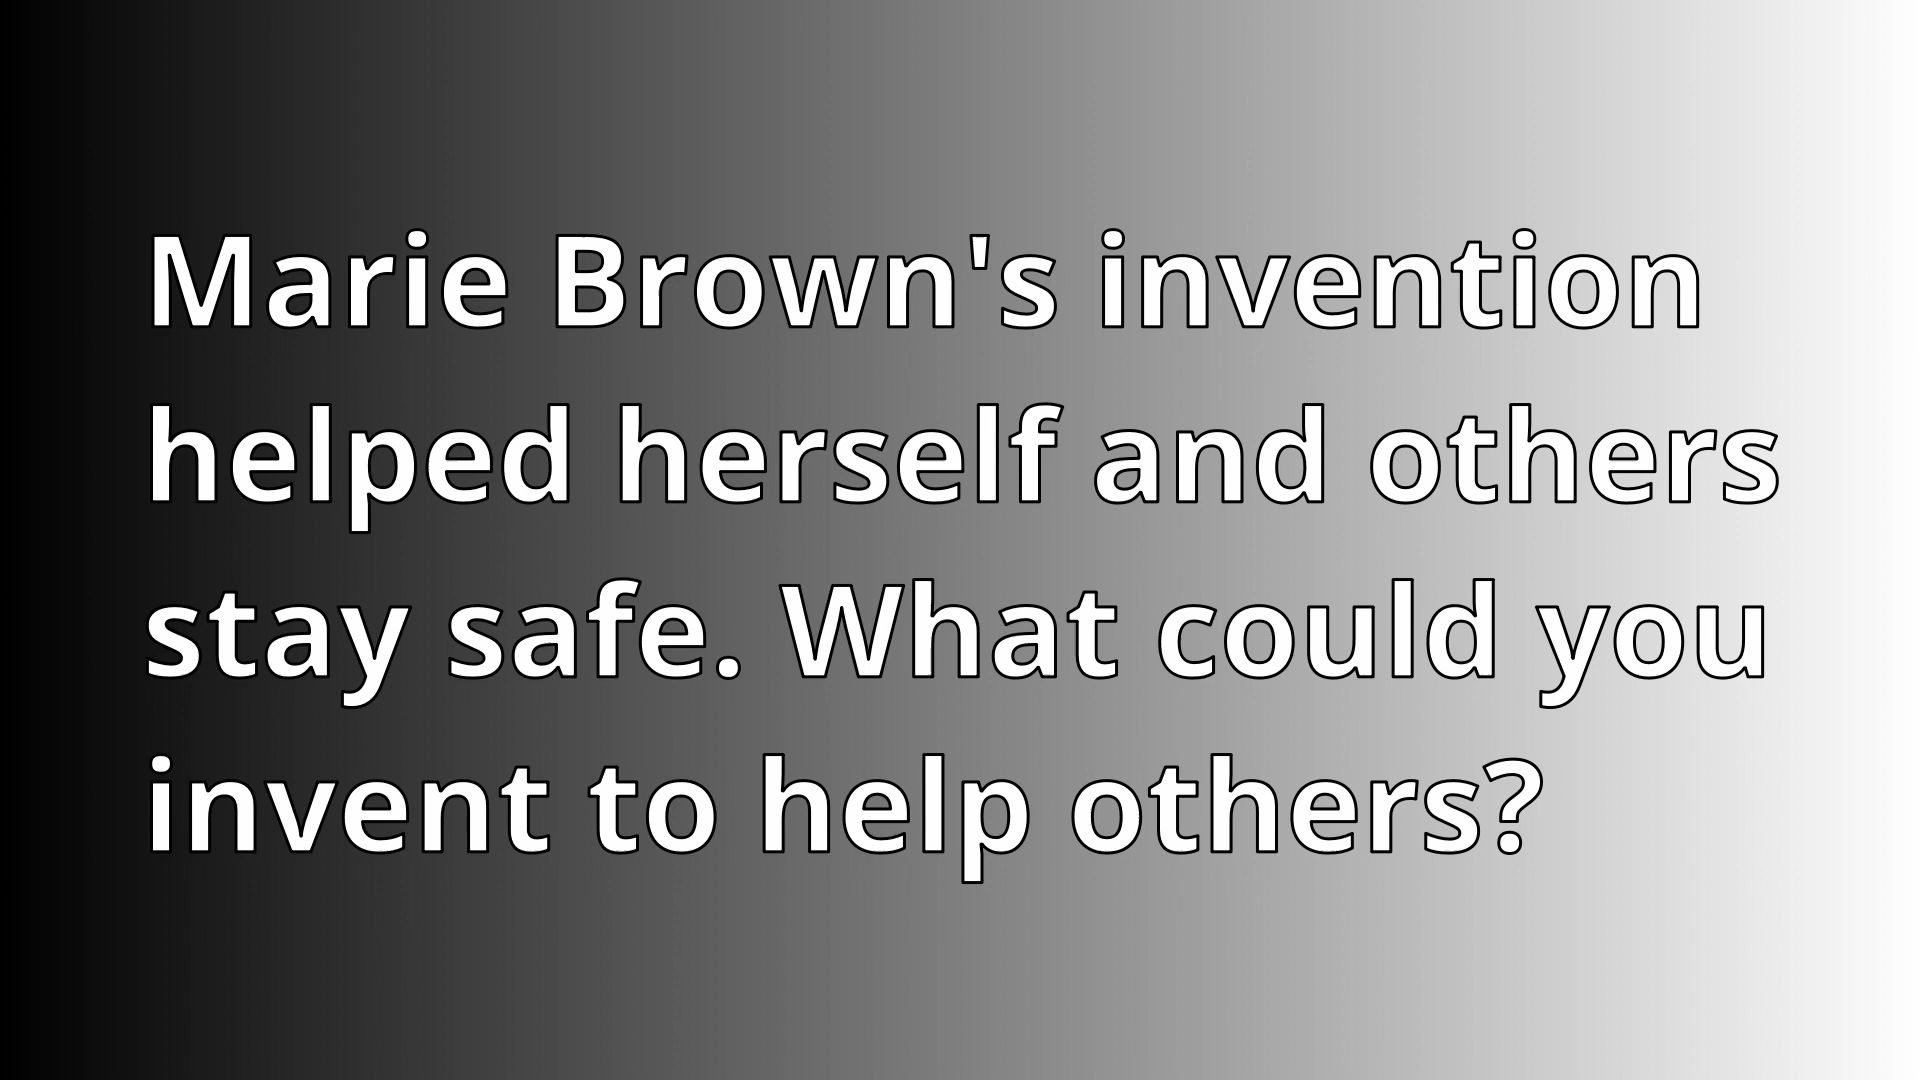 Marie Brown's invention
helped herself and others
stay safe. What could you
invent to help others?